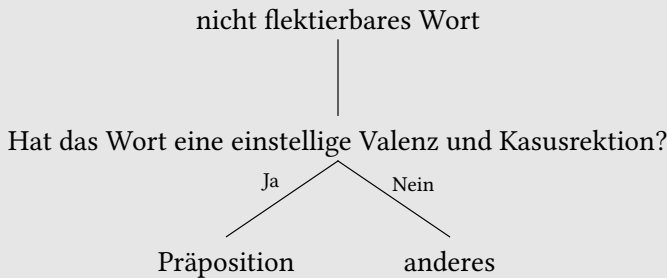 nicht flektierbares Wort
Hat das Wort eine einstellige Valenz und Kasusrektion?
Ja Nein
Präposition anderes